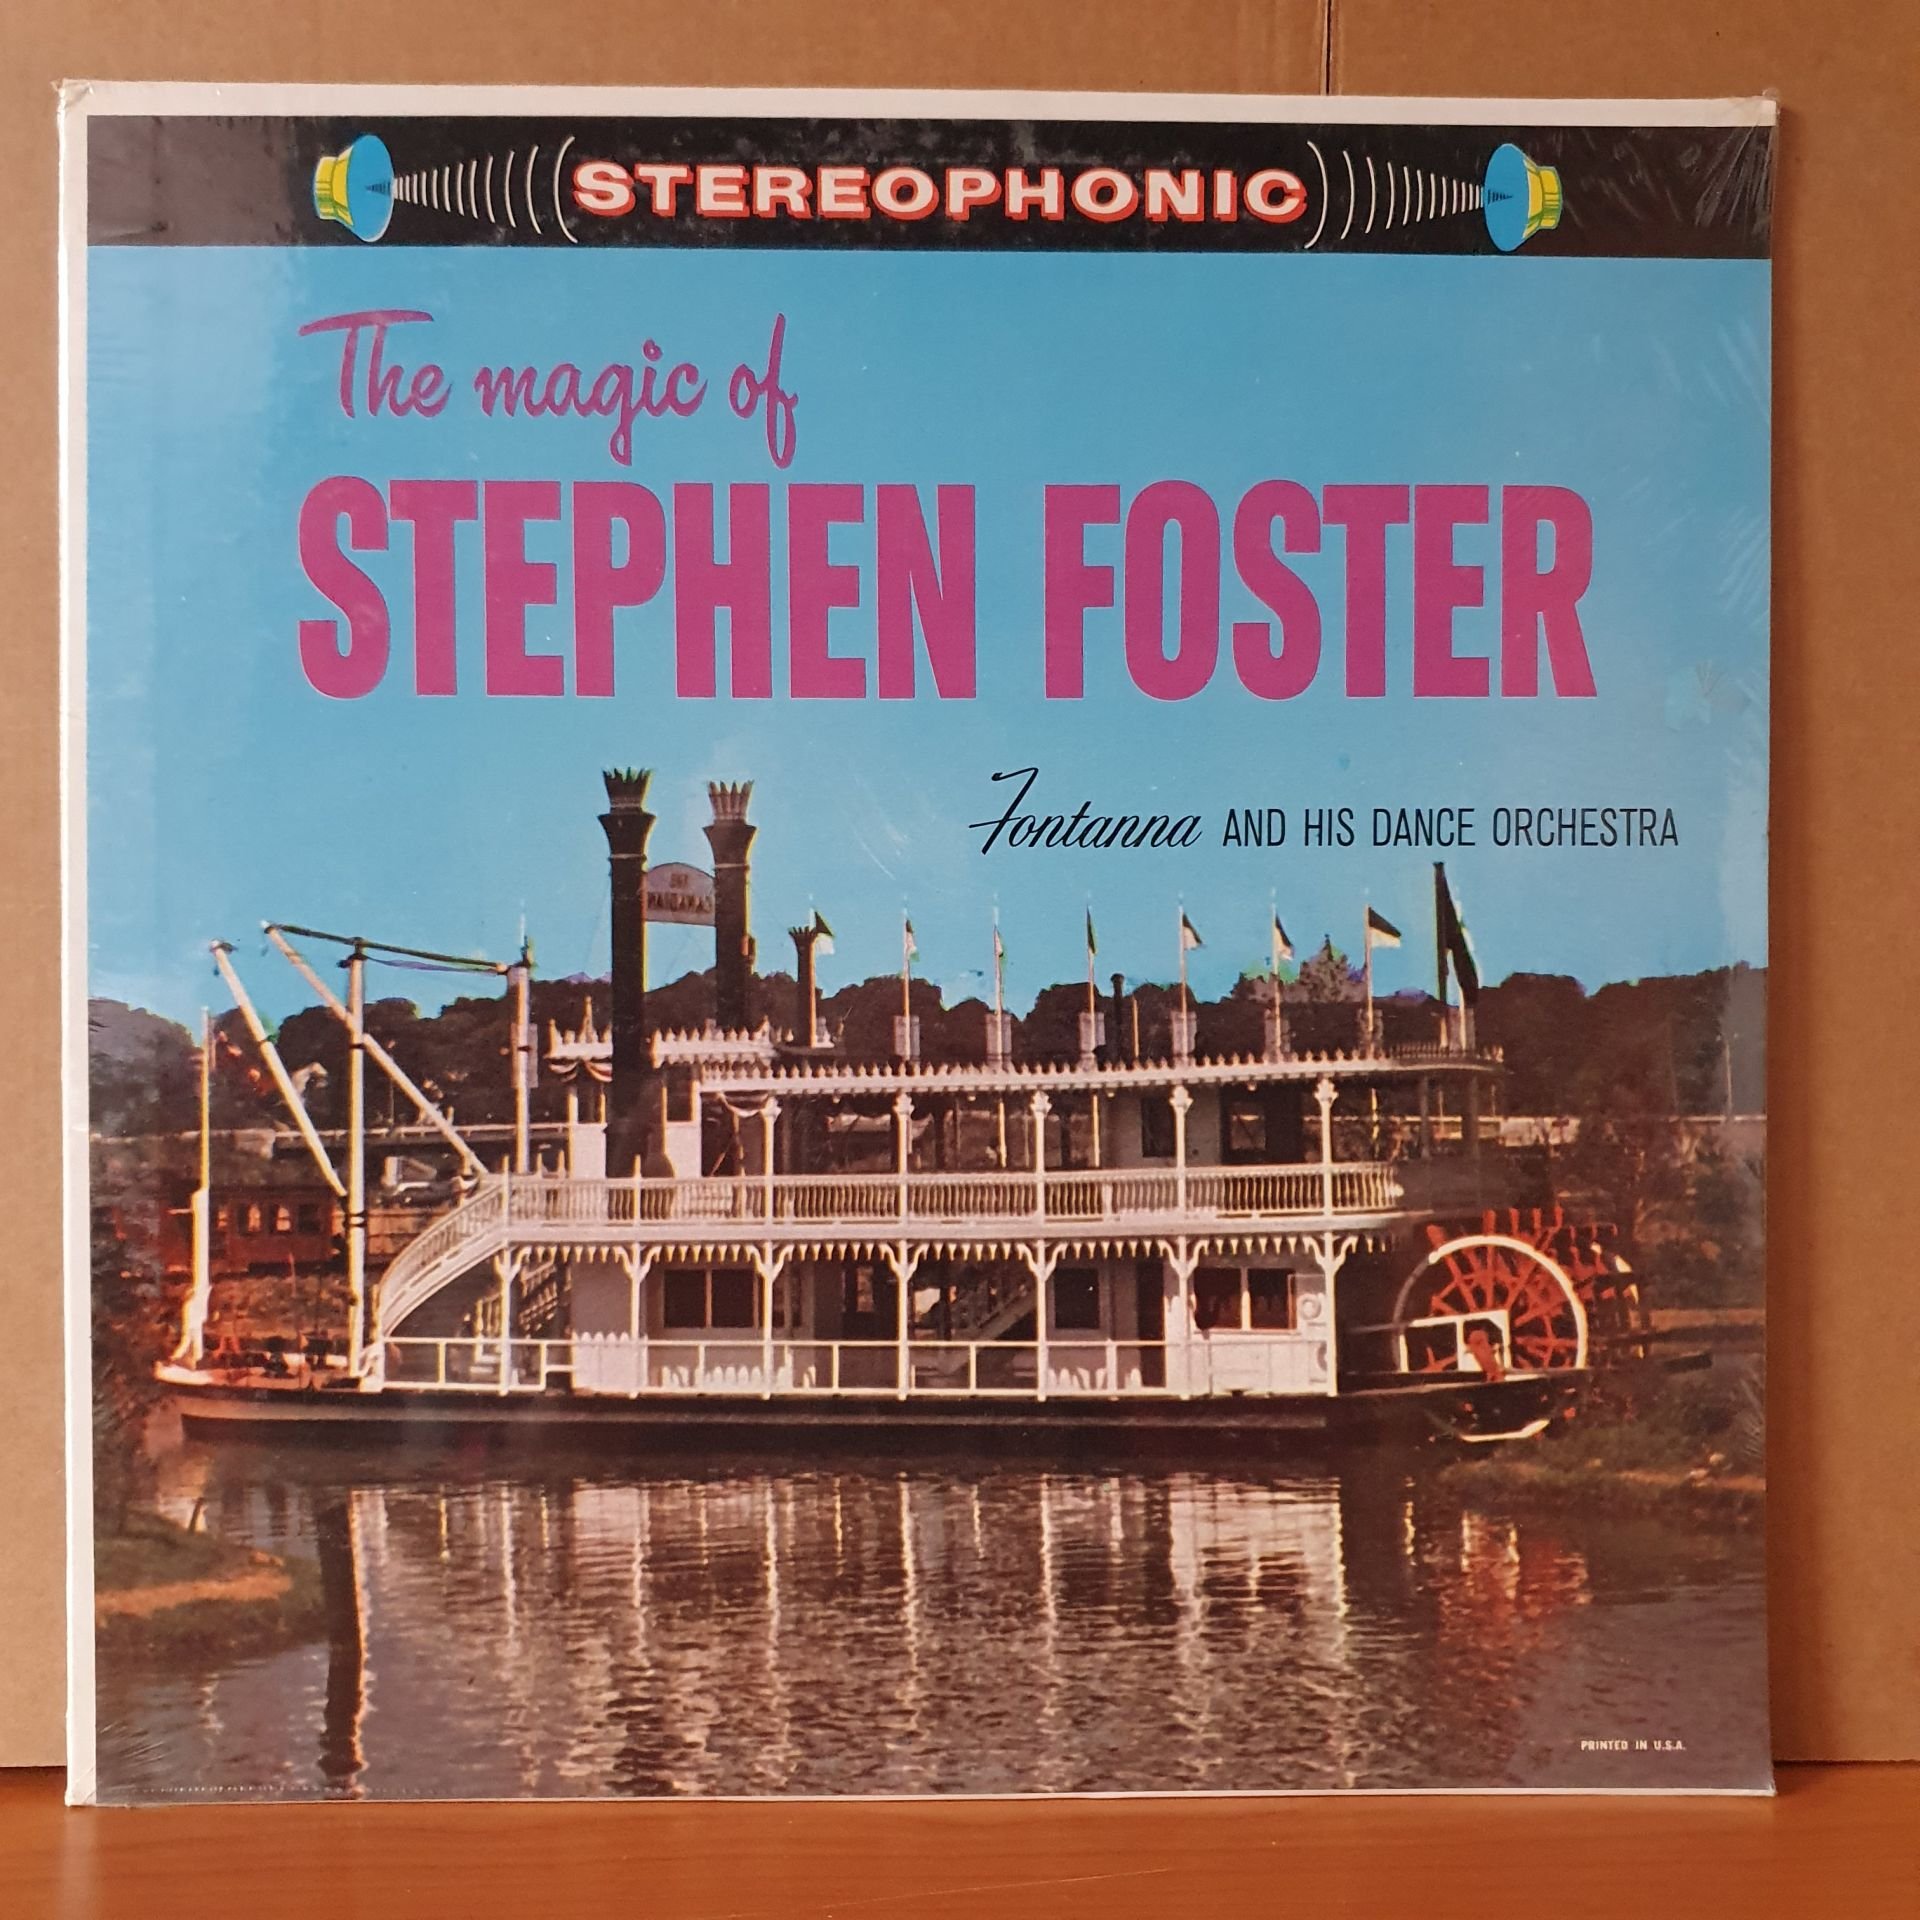 STEREOPHONIC
The magic of
STEPHEN FOSTER
Fontanna AND HIS DANCE ORCHESTRA
PRINTED IN U.S.A.